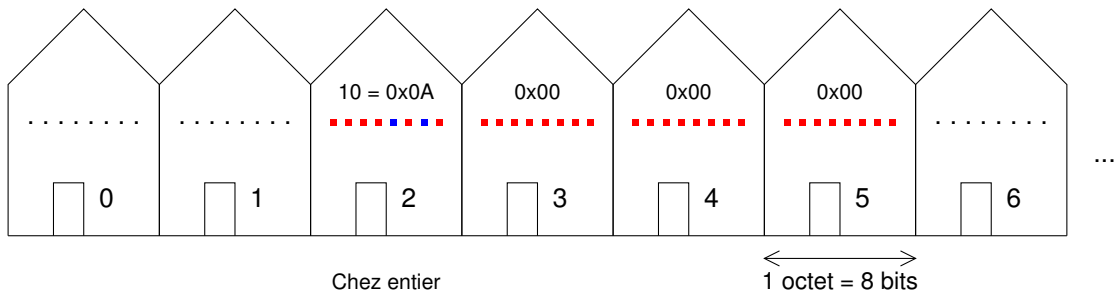 10 = 0x0A 0x00 0x00 0x00
0 1 2 3 4 5 6 ...
Chez entier 1 octet = 8 bits